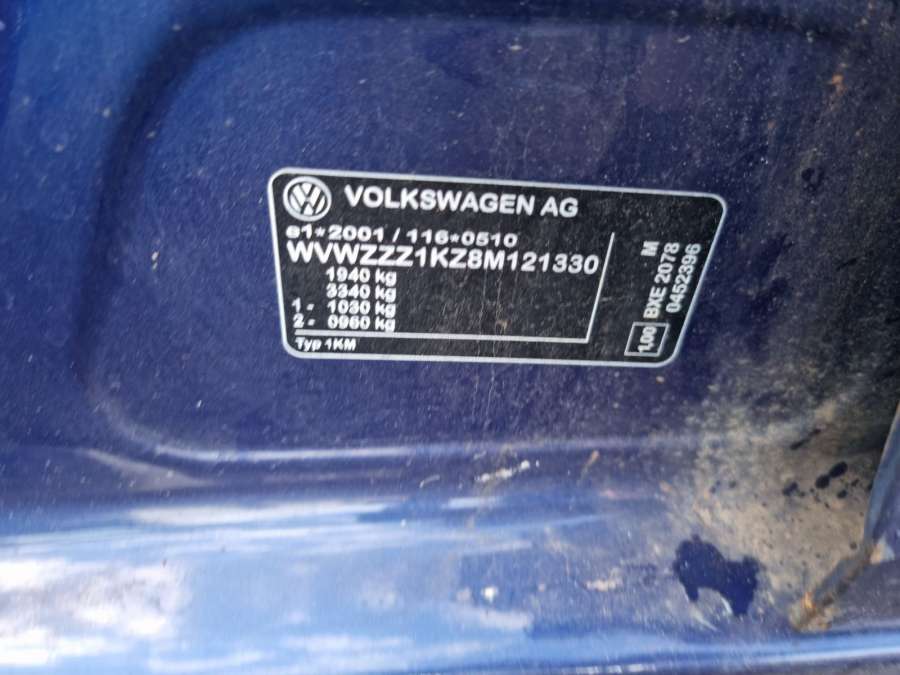 VOLKSWAGEN AG
e1*2001/116*0510
WVWZZZ1KZ8M121330
1940 kg
3340 kg
1 - 1030 kg
2 - 0960 kg
Typ 1KM
M
BXE 2078
0452396
1,00